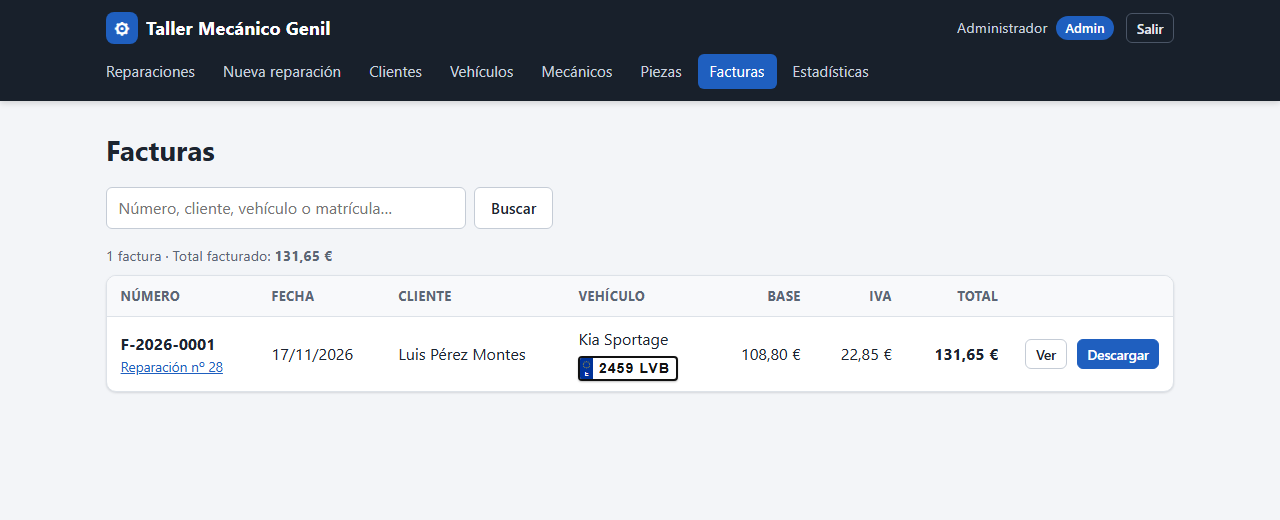 Taller Mecánico Genil
Administrador Admin Salir
Reparaciones Nueva reparación Clientes Vehículos Mecánicos Piezas Facturas Estadísticas
Facturas
Número, cliente, vehículo o matrícula...
Buscar
1 factura · Total facturado: 131,65 €
NÚMERO FECHA CLIENTE VEHÍCULO BASE IVA TOTAL
F-2026-0001
Reparación nº 28
17/11/2026
Luis Pérez Montes
Kia Sportage
E 2459 LVB
108,80 €
22,85 €
131,65 €
Ver
Descargar